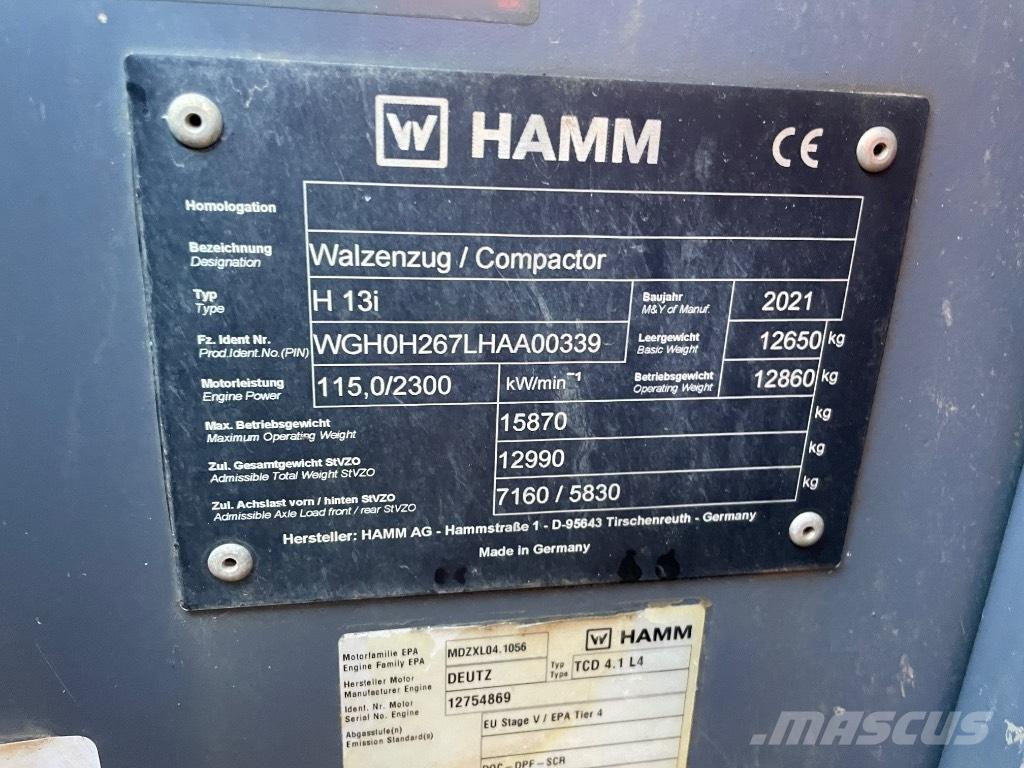 HAMM CE
Homologation
Bezeichnung
Designation
Walzenzug / Compactor
Typ
Type
H 13i
Baujahr
M&Y of Manuf.
2021
Fz. Ident Nr.
Prod.Ident.No.(PIN)
WGH0H267LHAA00339
Leergewicht
Basic Weight
12650 kg
Motorleistung
Engine Power
115,0/2300
kW/min⁻¹
Betriebsgewicht
Operating Weight
12860 kg
Max. Betriebsgewicht
Maximum Operating Weight
15870 kg
Zul. Gesamtgewicht StVZO
Admissible Total Weight StVZO
12990 kg
Zul. Achslast vorn / hinten StVZO
Admissible Axle Load front / rear StVZO
7160 / 5830 kg
Hersteller: HAMM AG - Hammstraße 1 - D-95643 Tirschenreuth - Germany
Made in Germany
HAMM
Motorfamilie EPA
Engine Family EPA
MDZXL04.1056
Hersteller Motor
Manufacturer Engine
DEUTZ
Typ
Type
TCD 4.1 L4
Ident. Nr. Motor
Serial No. Engine
12754869
Abgasstufe(n)
Emission Standard(s)
EU Stage V / EPA Tier 4
DOC-DPF-SCR
MASCUS